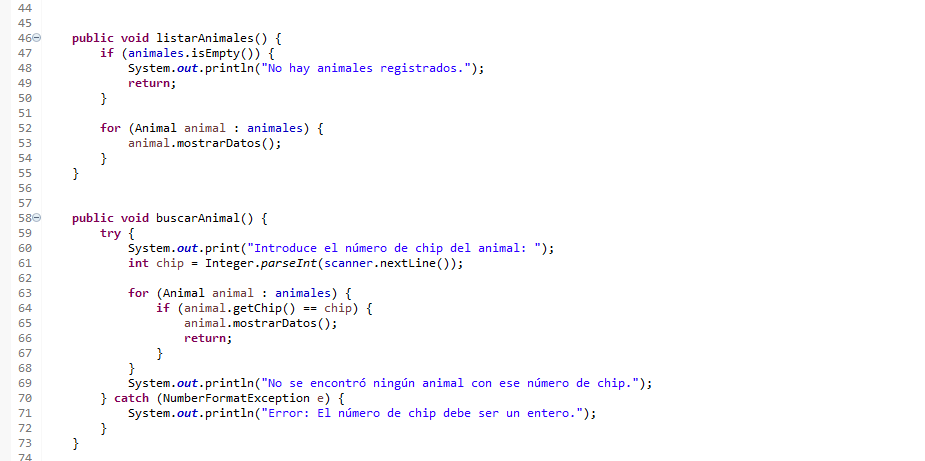 44
45
46 public void listarAnimales() {
47 if (animales.isEmpty()) {
48 System.out.println("No hay animales registrados.");
49 return;
50 }
51
52 for (Animal animal : animales) {
53 animal.mostrarDatos();
54 }
55 }
56
57
58 public void buscarAnimal() {
59 try {
60 System.out.print("Introduce el número de chip del animal: ");
61 int chip = Integer.parseInt(scanner.nextLine());
62
63 for (Animal animal : animales) {
64 if (animal.getChip() == chip) {
65 animal.mostrarDatos();
66 return;
67 }
68 }
69 System.out.println("No se encontró ningún animal con ese número de chip.");
70 } catch (NumberFormatException e) {
71 System.out.println("Error: El número de chip debe ser un entero.");
72 }
73 }
74